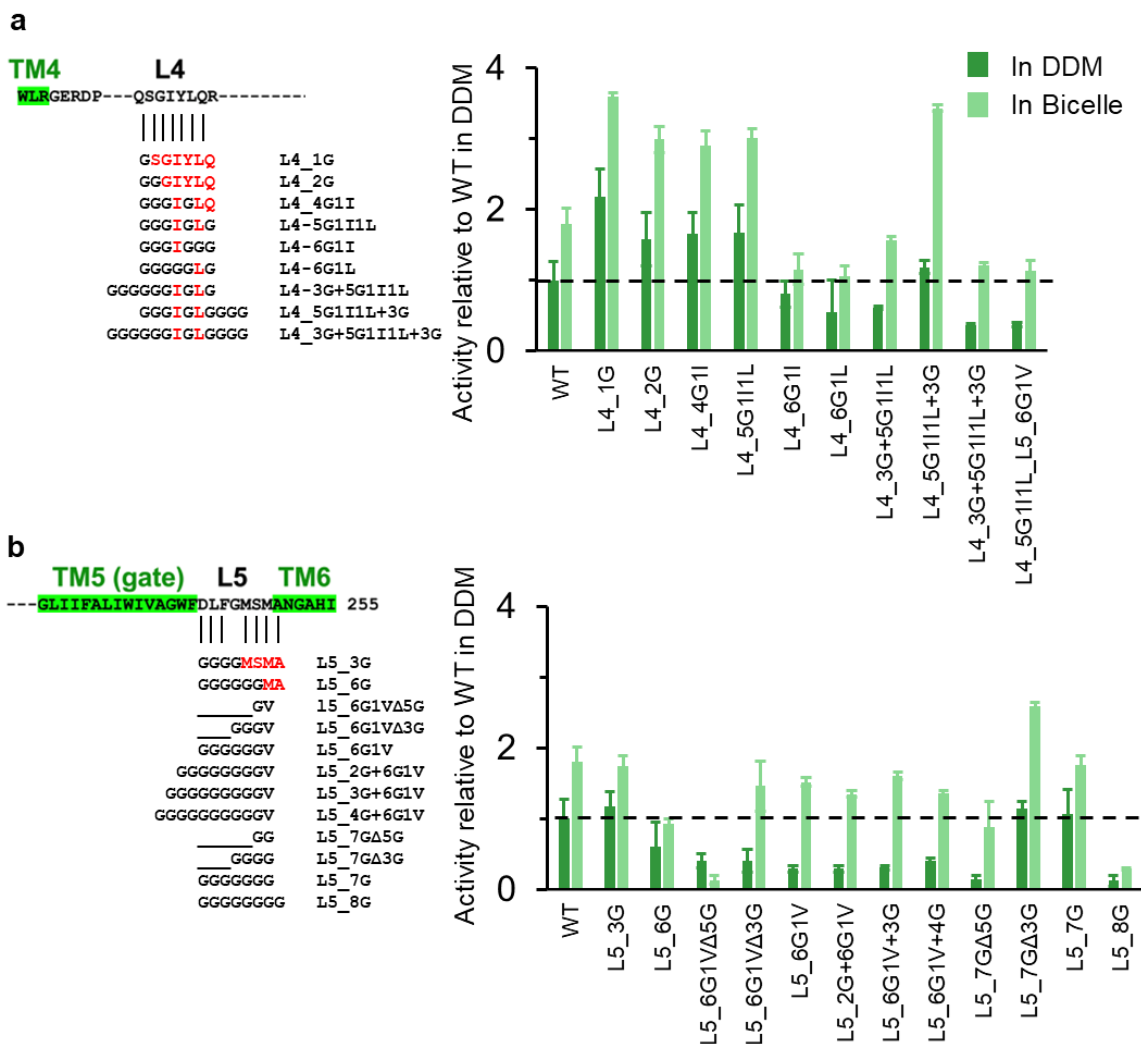 a
TM4 L4
WLRGERDP---QSGIYLQR---------
GSGIYLQ L4_1G
GGGIYLQ L4_2G
GGGIGLQ L4_4G1I
GGGIGLG L4-5G1I1L
GGGIGGG L4-6G1I
GGGGGLG L4-6G1L
GGGGGGIGLG L4-3G+5G1I1L
GGGIGLGGGG L4_5G1I1L+3G
GGGGGGIGLGGGG L4_3G+5G1I1L+3G
Activity relative to WT in DDM
4
2
0
In DDM
In Bicelle
WT
L4_1G
L4_2G
L4_4G1I
L4_5G1I1L
L4_6G1I
L4_6G1L
L4_3G+5G1I1L
L4_5G1I1L+3G
L4_3G+5G1I1L+3G
L4_5G1I1L_L5_6G1V
b
TM5 (gate) L5 TM6
---GLIIFALIWIVAGWFDLFGMSMANGAHI 255
GGGGMSMA L5_3G
GGGGGGMA L5_6G
_____GV l5_6G1VΔ5G
___GGGV L5_6G1VΔ3G
GGGGGGV L5_6G1V
GGGGGGGGV L5_2G+6G1V
GGGGGGGGGV L5_3G+6G1V
GGGGGGGGGGV L5_4G+6G1V
_____GG L5_7GΔ5G
___GGGG L5_7GΔ3G
GGGGGGG L5_7G
GGGGGGGG L5_8G
Activity relative to WT in DDM
4
2
0
WT
L5_3G
L5_6G
L5_6G1VΔ5G
L5_6G1VΔ3G
L5_6G1V
L5_2G+6G1V
L5_6G1V+3G
L5_6G1V+4G
L5_7GΔ5G
L5_7GΔ3G
L5_7G
L5_8G